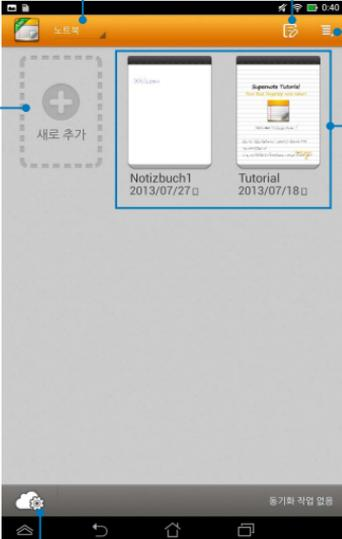 0:40
노트북
새로 추가
Supernote Tutorial
Notizbuch1
2013/07/27
Tutorial
2013/07/18
동기화 작업 없음